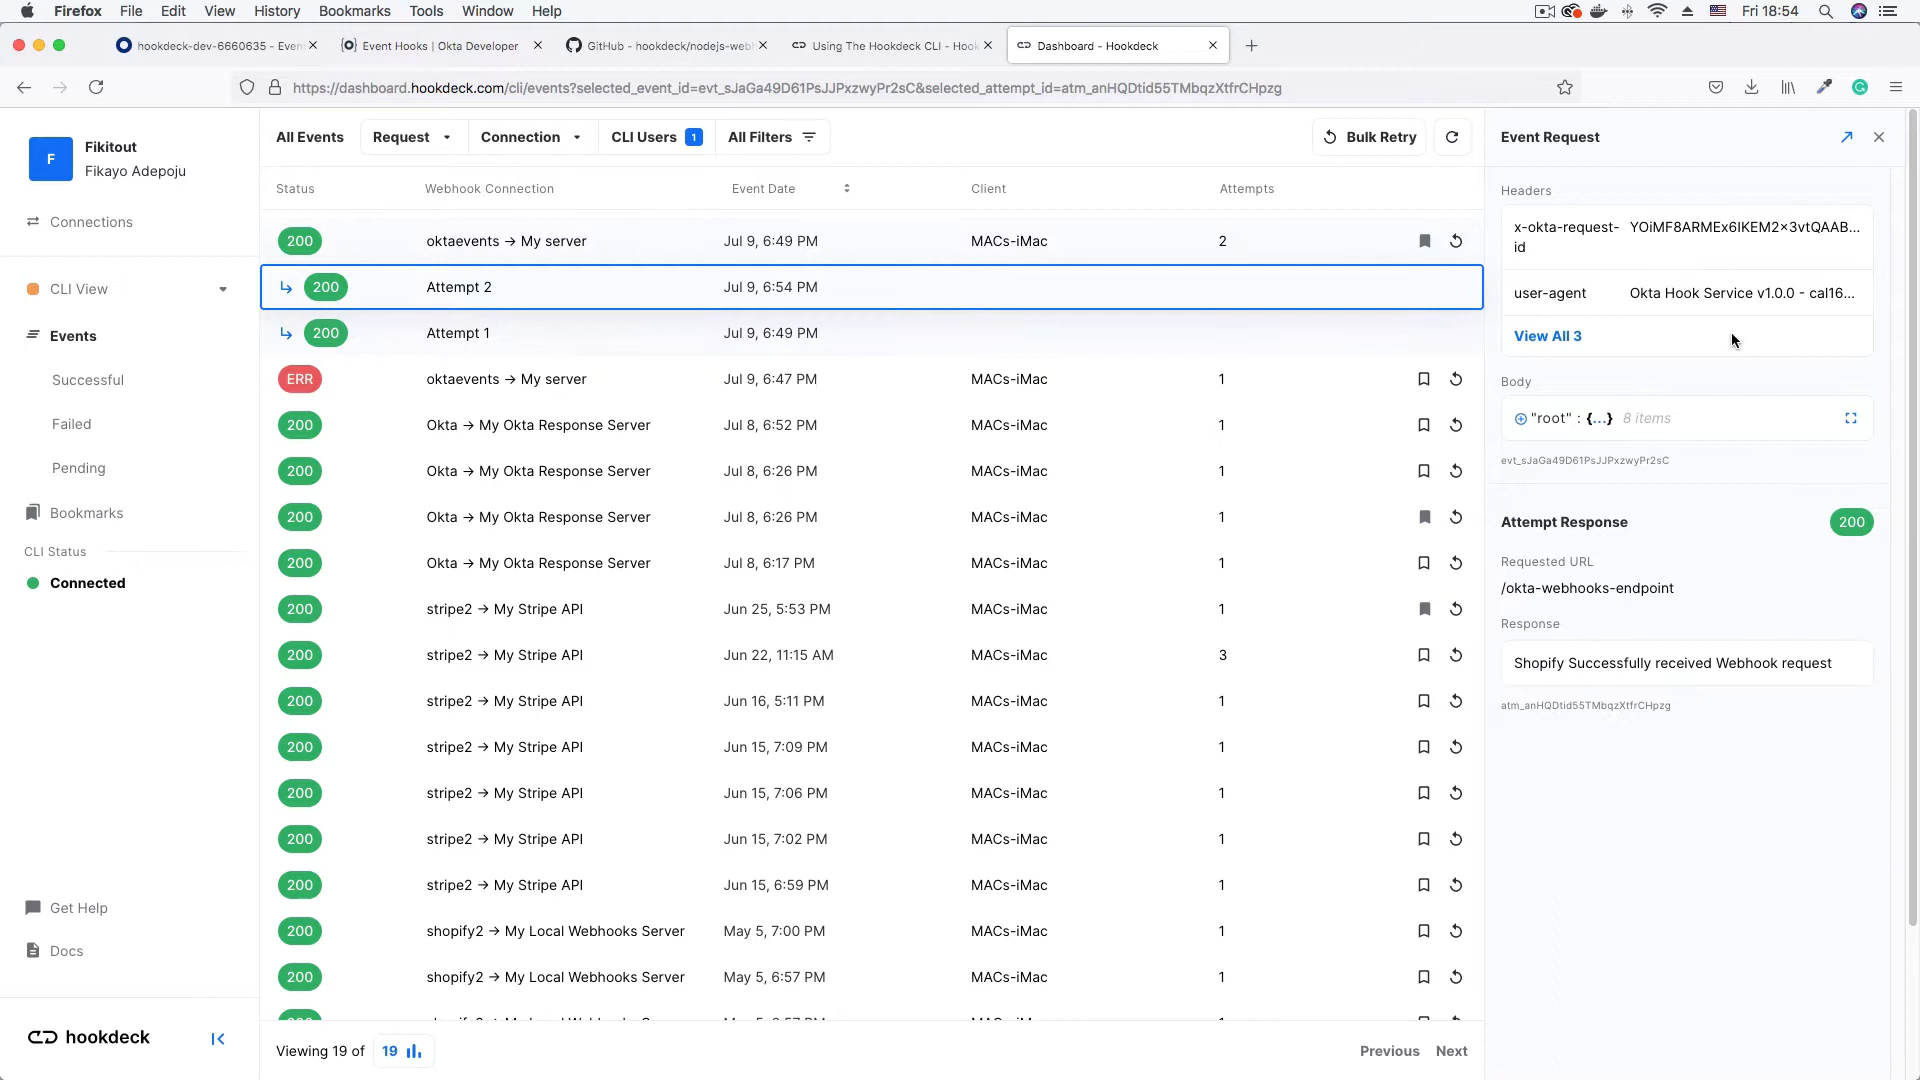 Firefox File Edit View History Bookmarks Tools Window Help Fri 18:54
hookdeck-dev-6660635 - Even
Event Hooks | Okta Developer
GitHub - hookdeck/nodejs-web
Using The Hookdeck CLI - Hook
Dashboard - Hookdeck
https://dashboard.hookdeck.com/cli/events?selected_event_id=evt_sJaGa49D61PsJJPxzwyPr2sC&selected_attempt_id=atm_anHQDtid55TMbqzXtfrCHpzg
F
Fikitout
Fikayo Adepoju
Connections
CLI View
Events
Successful
Failed
Pending
Bookmarks
CLI Status
Connected
Get Help
Docs
hookdeck
All Events Request Connection CLI Users 1 All Filters Bulk Retry
Status Webhook Connection Event Date Client Attempts
200 oktaevents → My server Jul 9, 6:49 PM MACs-iMac 2
200 Attempt 2 Jul 9, 6:54 PM
200 Attempt 1 Jul 9, 6:49 PM
ERR oktaevents → My server Jul 9, 6:47 PM MACs-iMac 1
200 Okta → My Okta Response Server Jul 8, 6:52 PM MACs-iMac 1
200 Okta → My Okta Response Server Jul 8, 6:26 PM MACs-iMac 1
200 Okta → My Okta Response Server Jul 8, 6:26 PM MACs-iMac 1
200 Okta → My Okta Response Server Jul 8, 6:17 PM MACs-iMac 1
200 stripe2 → My Stripe API Jun 25, 5:53 PM MACs-iMac 1
200 stripe2 → My Stripe API Jun 22, 11:15 AM MACs-iMac 3
200 stripe2 → My Stripe API Jun 16, 5:11 PM MACs-iMac 1
200 stripe2 → My Stripe API Jun 15, 7:09 PM MACs-iMac 1
200 stripe2 → My Stripe API Jun 15, 7:06 PM MACs-iMac 1
200 stripe2 → My Stripe API Jun 15, 7:02 PM MACs-iMac 1
200 stripe2 → My Stripe API Jun 15, 6:59 PM MACs-iMac 1
200 shopify2 → My Local Webhooks Server May 5, 7:00 PM MACs-iMac 1
200 shopify2 → My Local Webhooks Server May 5, 6:57 PM MACs-iMac 1
Viewing 19 of 19 Previous Next
Event Request
Headers
x-okta-request-id YOiMF8ARMEx6IKEM2x3vtQAAB...
user-agent Okta Hook Service v1.0.0 - cal16...
View All 3
Body
"root" : {...} 8 items
evt_sJaGa49D61PsJJPxzwyPr2sC
Attempt Response 200
Requested URL
/okta-webhooks-endpoint
Response
Shopify Successfully received Webhook request
atm_anHQDtid55TMbqzXtfrCHpzg